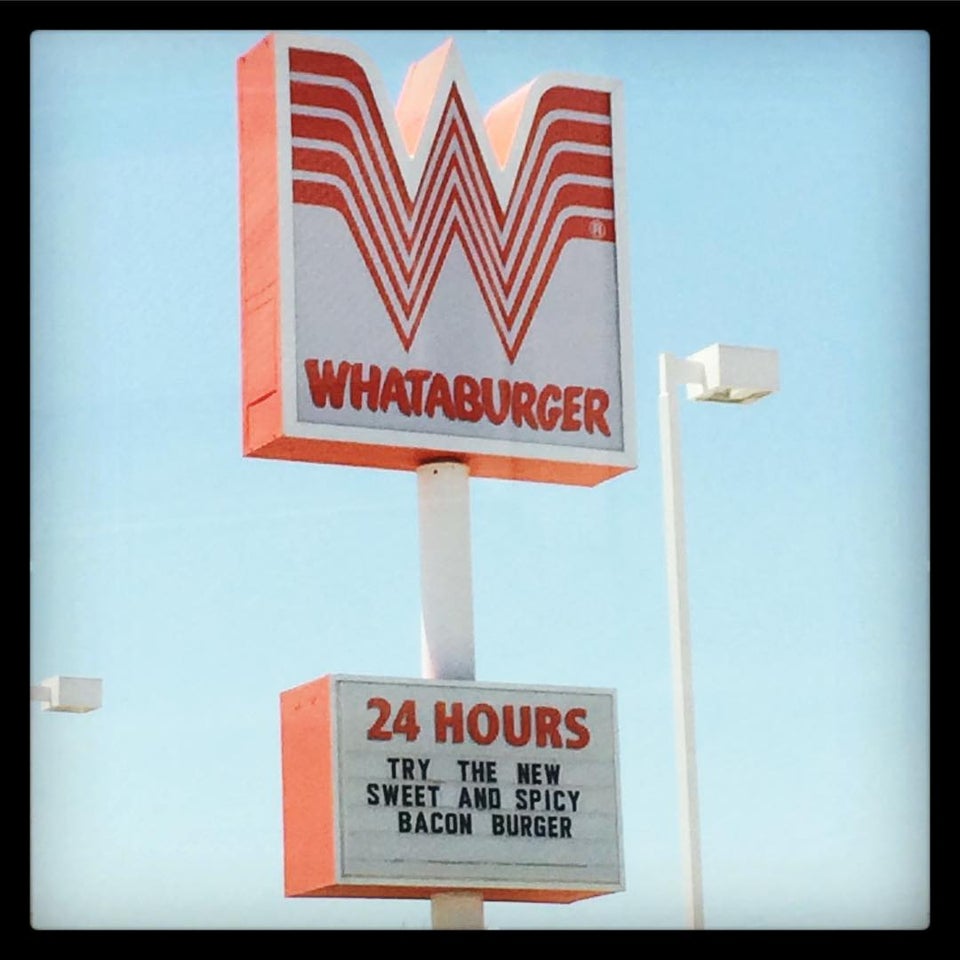 W ®
WHATABURGER
24 HOURS
TRY THE NEW
SWEET AND SPICY
BACON BURGER